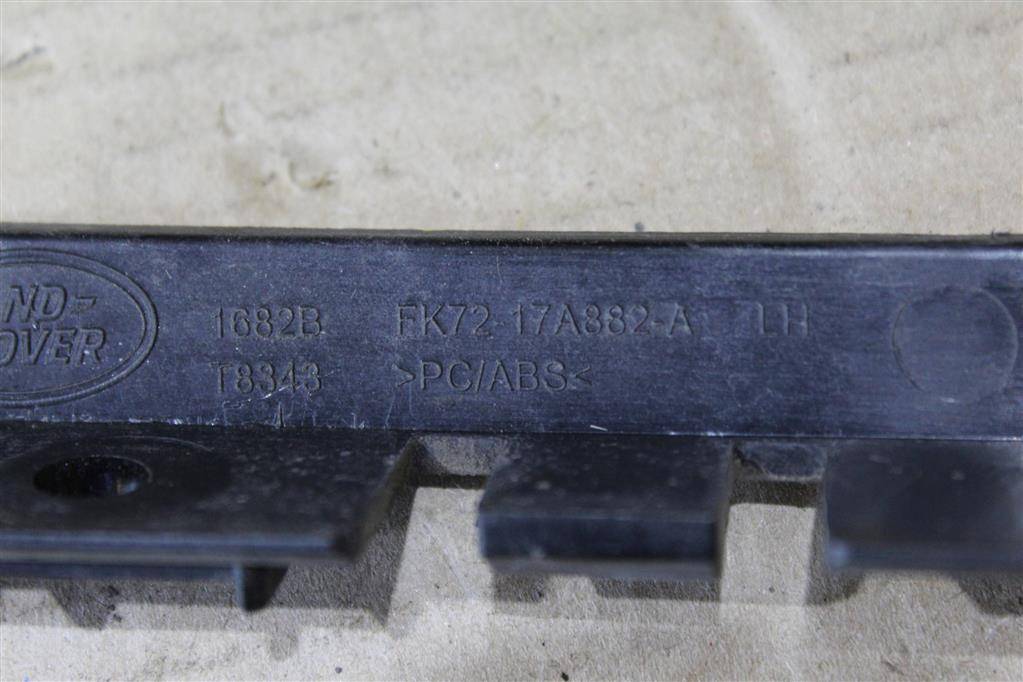 ND-
OVER
1682B FK72-17A882-A LH
T8343 >PC/ABS<